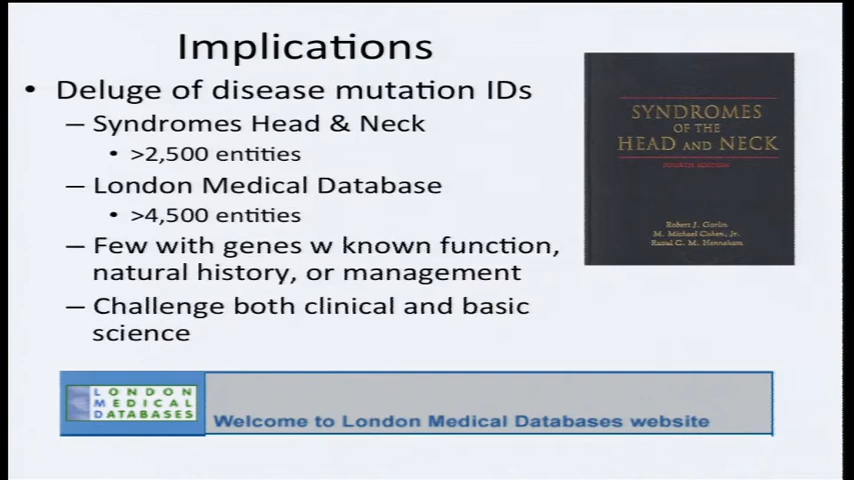 Implications
• Deluge of disease mutation IDs
– Syndromes Head & Neck
• >2,500 entities
– London Medical Database
• >4,500 entities
– Few with genes w known function,
natural history, or management
– Challenge both clinical and basic
science
SYNDROMES
OF THE
HEAD AND NECK
FOURTH EDITION
Robert J. Gorlin
M. Michael Cohen, Jr.
Raoul C. M. Hennekam
LONDON
MEDICAL
DATABASES
Welcome to London Medical Databases website